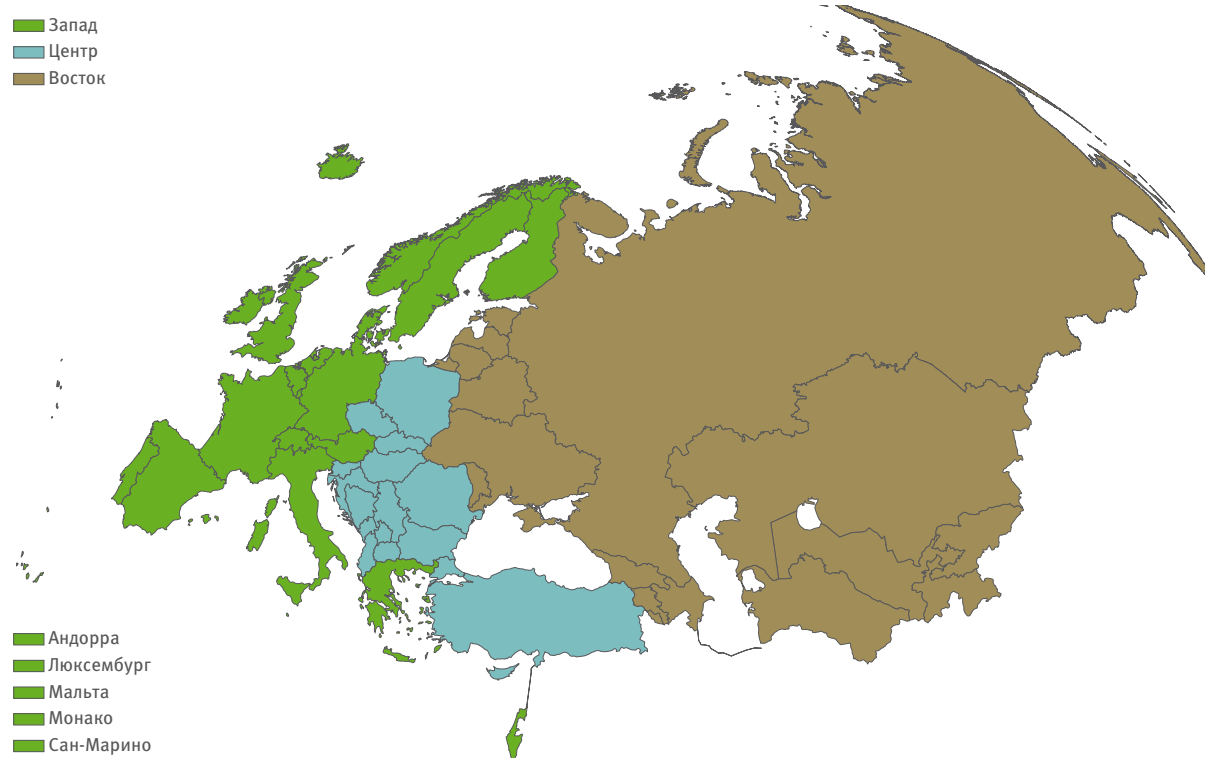 Запад
Центр
Восток
Андорра
Люксембург
Мальта
Монако
Сан-Марино